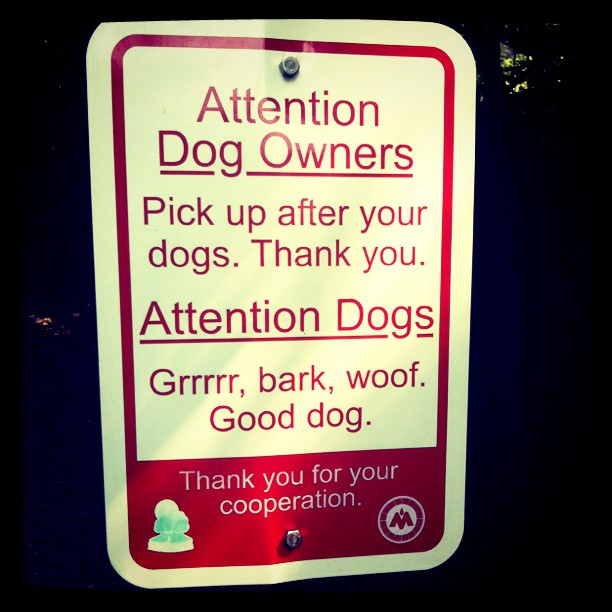 Attention
Dog Owners
Pick up after your
dogs. Thank you.
Attention Dogs
Grrrrr, bark, woof.
Good dog.
Thank you for your
cooperation.
M